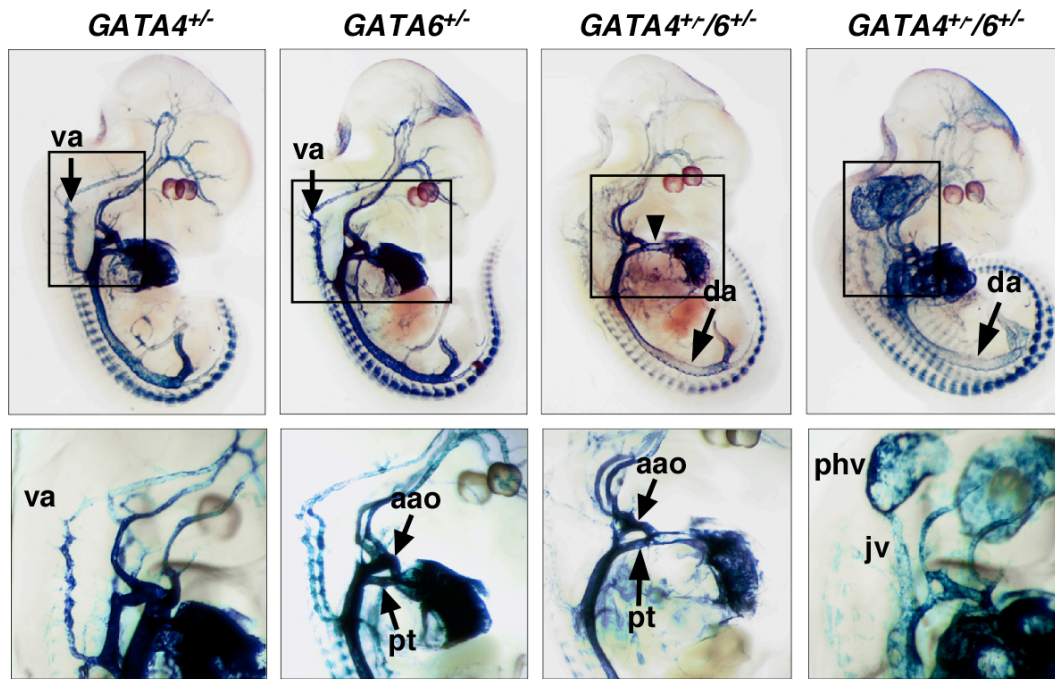 GATA4+/- GATA6+/- GATA4+/-/6+/- GATA4+/-/6+/-
va
va
da
da
va
aao
pt
aao
pt
phv
jv